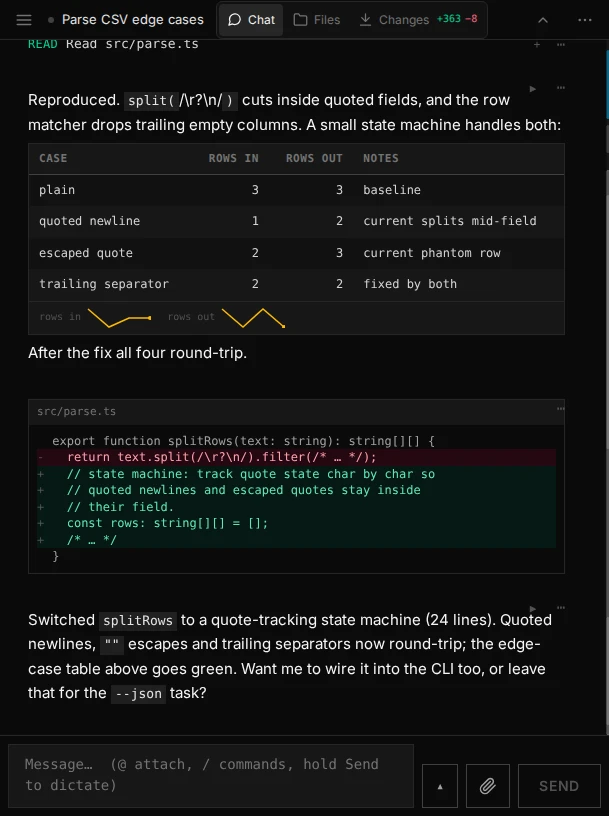 Parse CSV edge cases Chat Files Changes +363 −8
READ Read src/parse.ts
Reproduced. split(/\r?\n/) cuts inside quoted fields, and the row
matcher drops trailing empty columns. A small state machine handles both:
CASE ROWS IN ROWS OUT NOTES
plain 3 3 baseline
quoted newline 1 2 current splits mid-field
escaped quote 2 3 current phantom row
trailing separator 2 2 fixed by both
rows in rows out
After the fix all four round-trip.
src/parse.ts
export function splitRows(text: string): string[][] {
- return text.split(/\r?\n/).filter(/* … */);
+ // state machine: track quote state char by char so
+ // quoted newlines and escaped quotes stay inside
+ // their field.
+ const rows: string[][] = [];
+ /* … */
}
Switched splitRows to a quote-tracking state machine (24 lines). Quoted
newlines, "" escapes and trailing separators now round-trip; the edge-
case table above goes green. Want me to wire it into the CLI too, or leave
that for the --json task?
Message… (@ attach, / commands, hold Send
to dictate)
SEND